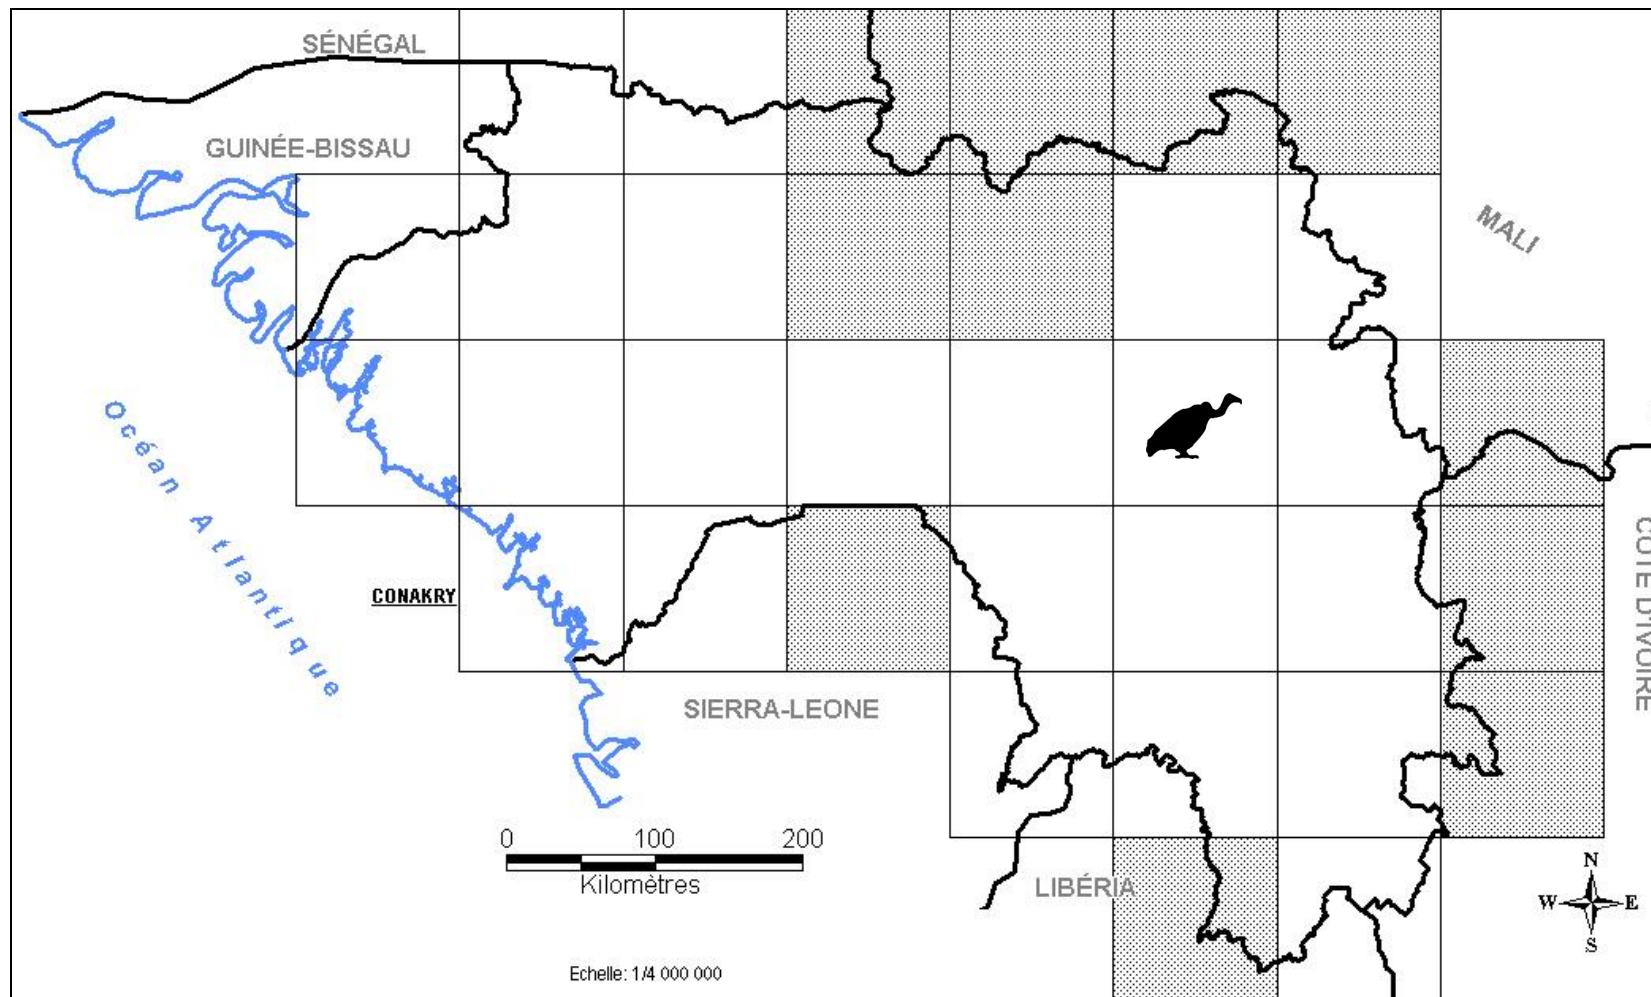 SÉNÉGAL
GUINÉE-BISSAU
MALI
Océan Atlantique
CONAKRY
CÔTE D'IVOIRE
SIERRA-LEONE
0 100 200
Kilomètres
LIBÉRIA
N
W E
S
Echelle: 1/4 000 000